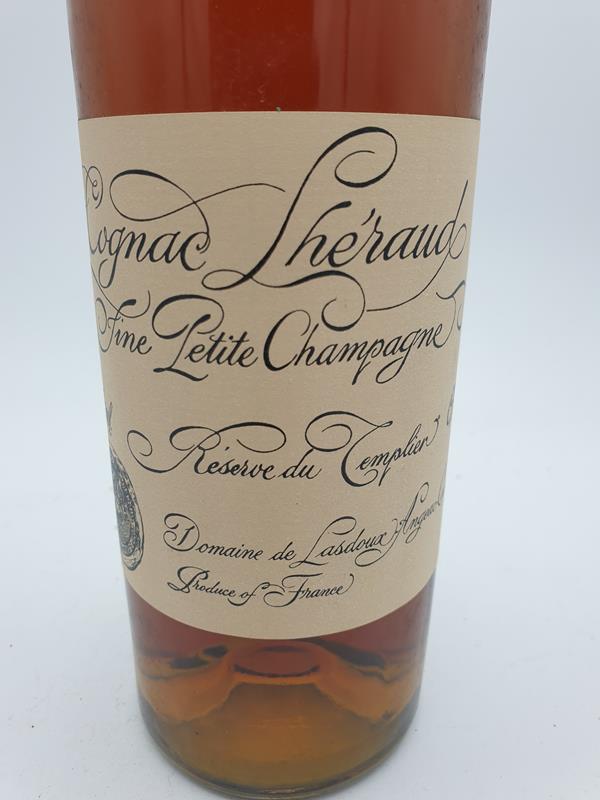 Cognac Lhéraud
Fine Petite Champagne
Réserve du Templier
Domaine de Lasdoux
Produce of France